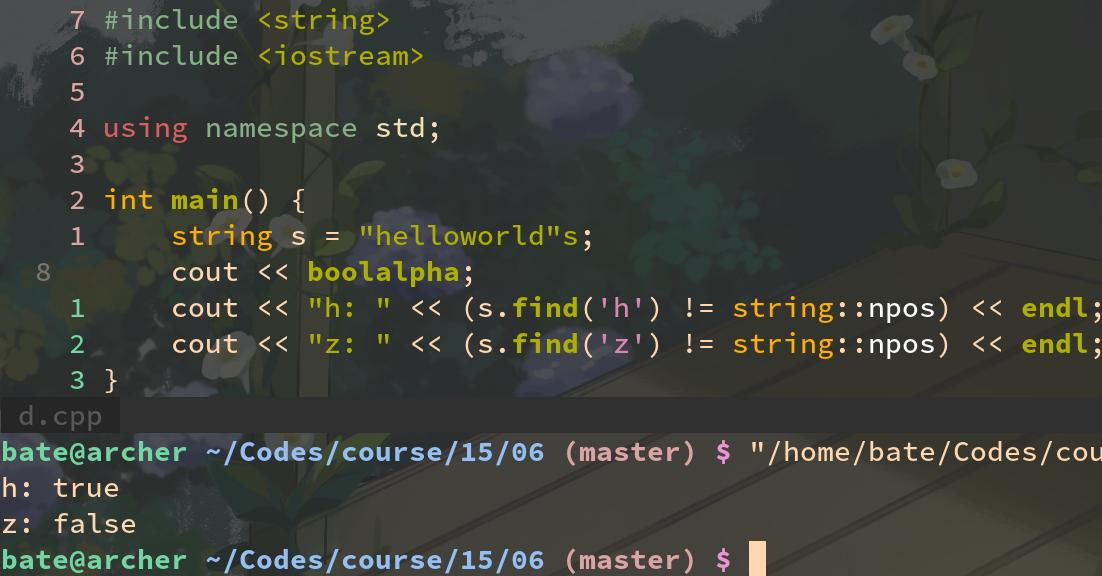 7 #include <string>
6 #include <iostream>
5
4 using namespace std;
3
2 int main() {
1     string s = "helloworld"s;
8     cout << boolalpha;
1     cout << "h: " << (s.find('h') != string::npos) << endl;
2     cout << "z: " << (s.find('z') != string::npos) << endl;
3 }
d.cpp
bate@archer ~/Codes/course/15/06 (master) $ "/home/bate/Codes/cou
h: true
z: false
bate@archer ~/Codes/course/15/06 (master) $